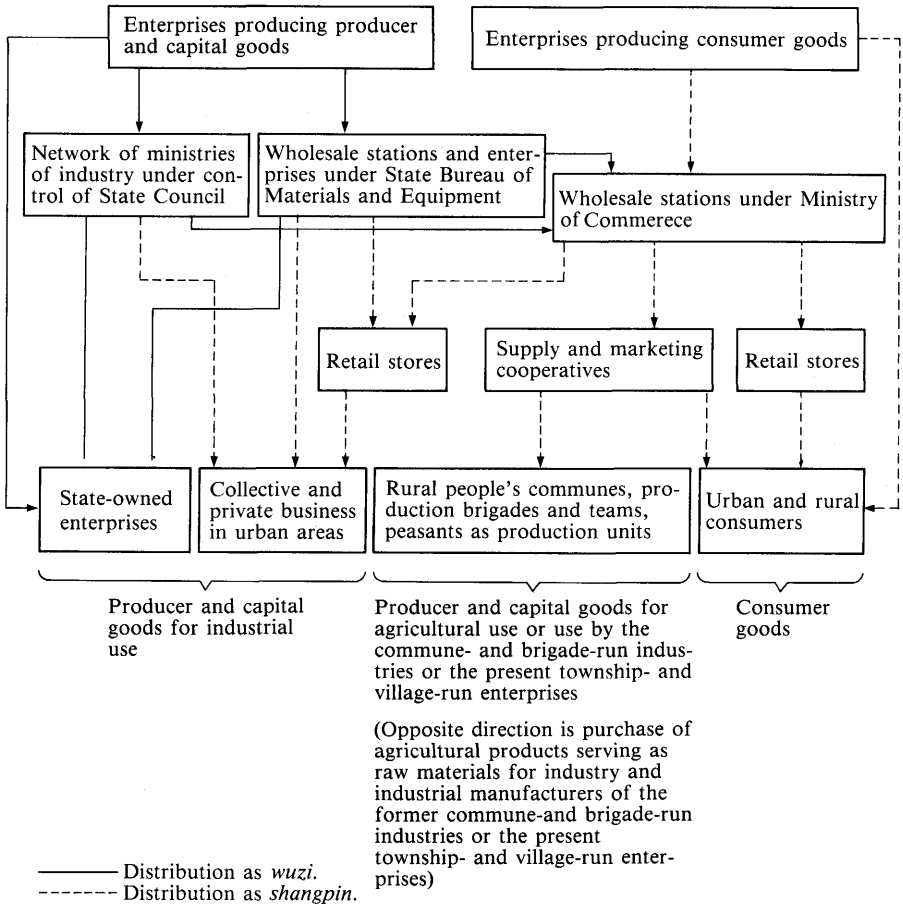 Enterprises producing producer
and capital goods
Enterprises producing consumer goods
Network of ministries
of industry under con-
trol of State Council
Wholesale stations and enter-
prises under State Bureau of
Materials and Equipment
Wholesale stations under Ministry
of Commerece
Retail stores
Supply and marketing
cooperatives
Retail stores
State-owned
enterprises
Collective and
private business
in urban areas
Rural people's communes, pro-
duction brigades and teams,
peasants as production units
Urban and rural
consumers
Producer and capital
goods for industrial
use
Producer and capital goods for
agricultural use or use by the
commune- and brigade-run indus-
tries or the present township- and
village-run enterprises
(Opposite direction is purchase of
agricultural products serving as
raw materials for industry and
industrial manufacturers of the
former commune-and brigade-run
industries or the present
township- and village-run enter-
prises)
Consumer
goods
Distribution as wuzi.
Distribution as shangpin.